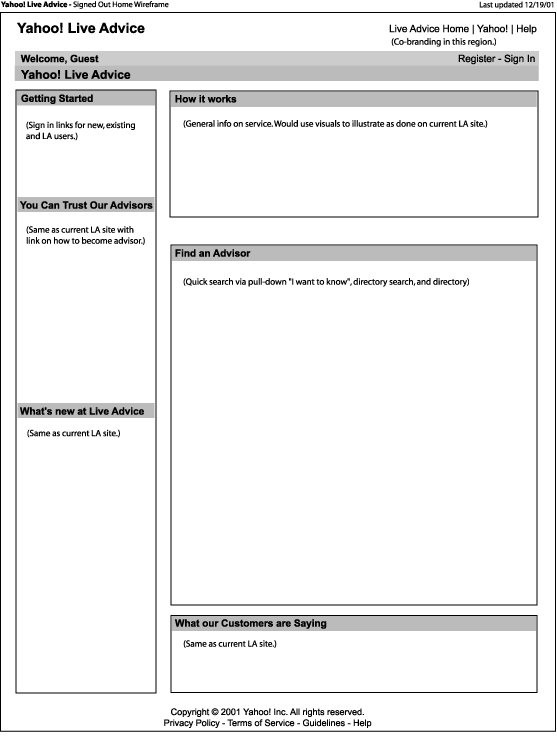 Yahoo! Live Advice - Signed Out Home Wireframe
Last updated 12/19/01
Yahoo! Live Advice
Live Advice Home | Yahoo! | Help
(Co-branding in this region.)
Welcome, Guest
Register - Sign In
Yahoo! Live Advice
Getting Started
(Sign in links for new, existing
and LA users.)
You Can Trust Our Advisors
(Same as current LA site with
link on how to become advisor.)
What's new at Live Advice
(Same as current LA site.)
How it works
(General info on service. Would use visuals to illustrate as done on current LA site.)
Find an Advisor
(Quick search via pull-down "I want to know", directory search, and directory)
What our Customers are Saying
(Same as current LA site.)
Copyright © 2001 Yahoo! Inc. All rights reserved.
Privacy Policy - Terms of Service - Guidelines - Help